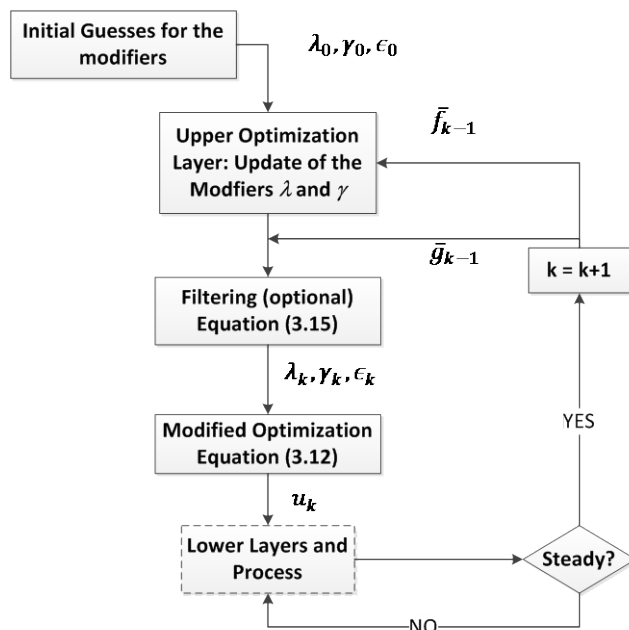 Initial Guesses for the
modifiers
λ₀, γ₀, ϵ₀
Upper Optimization
Layer: Update of the
Modfiers λ and γ
f̄ₖ₋₁
ḡₖ₋₁
k = k+1
Filtering (optional)
Equation (3.15)
λₖ, γₖ, ϵₖ
Modified Optimization
Equation (3.12)
YES
uₖ
Lower Layers and
Process
Steady?
NO